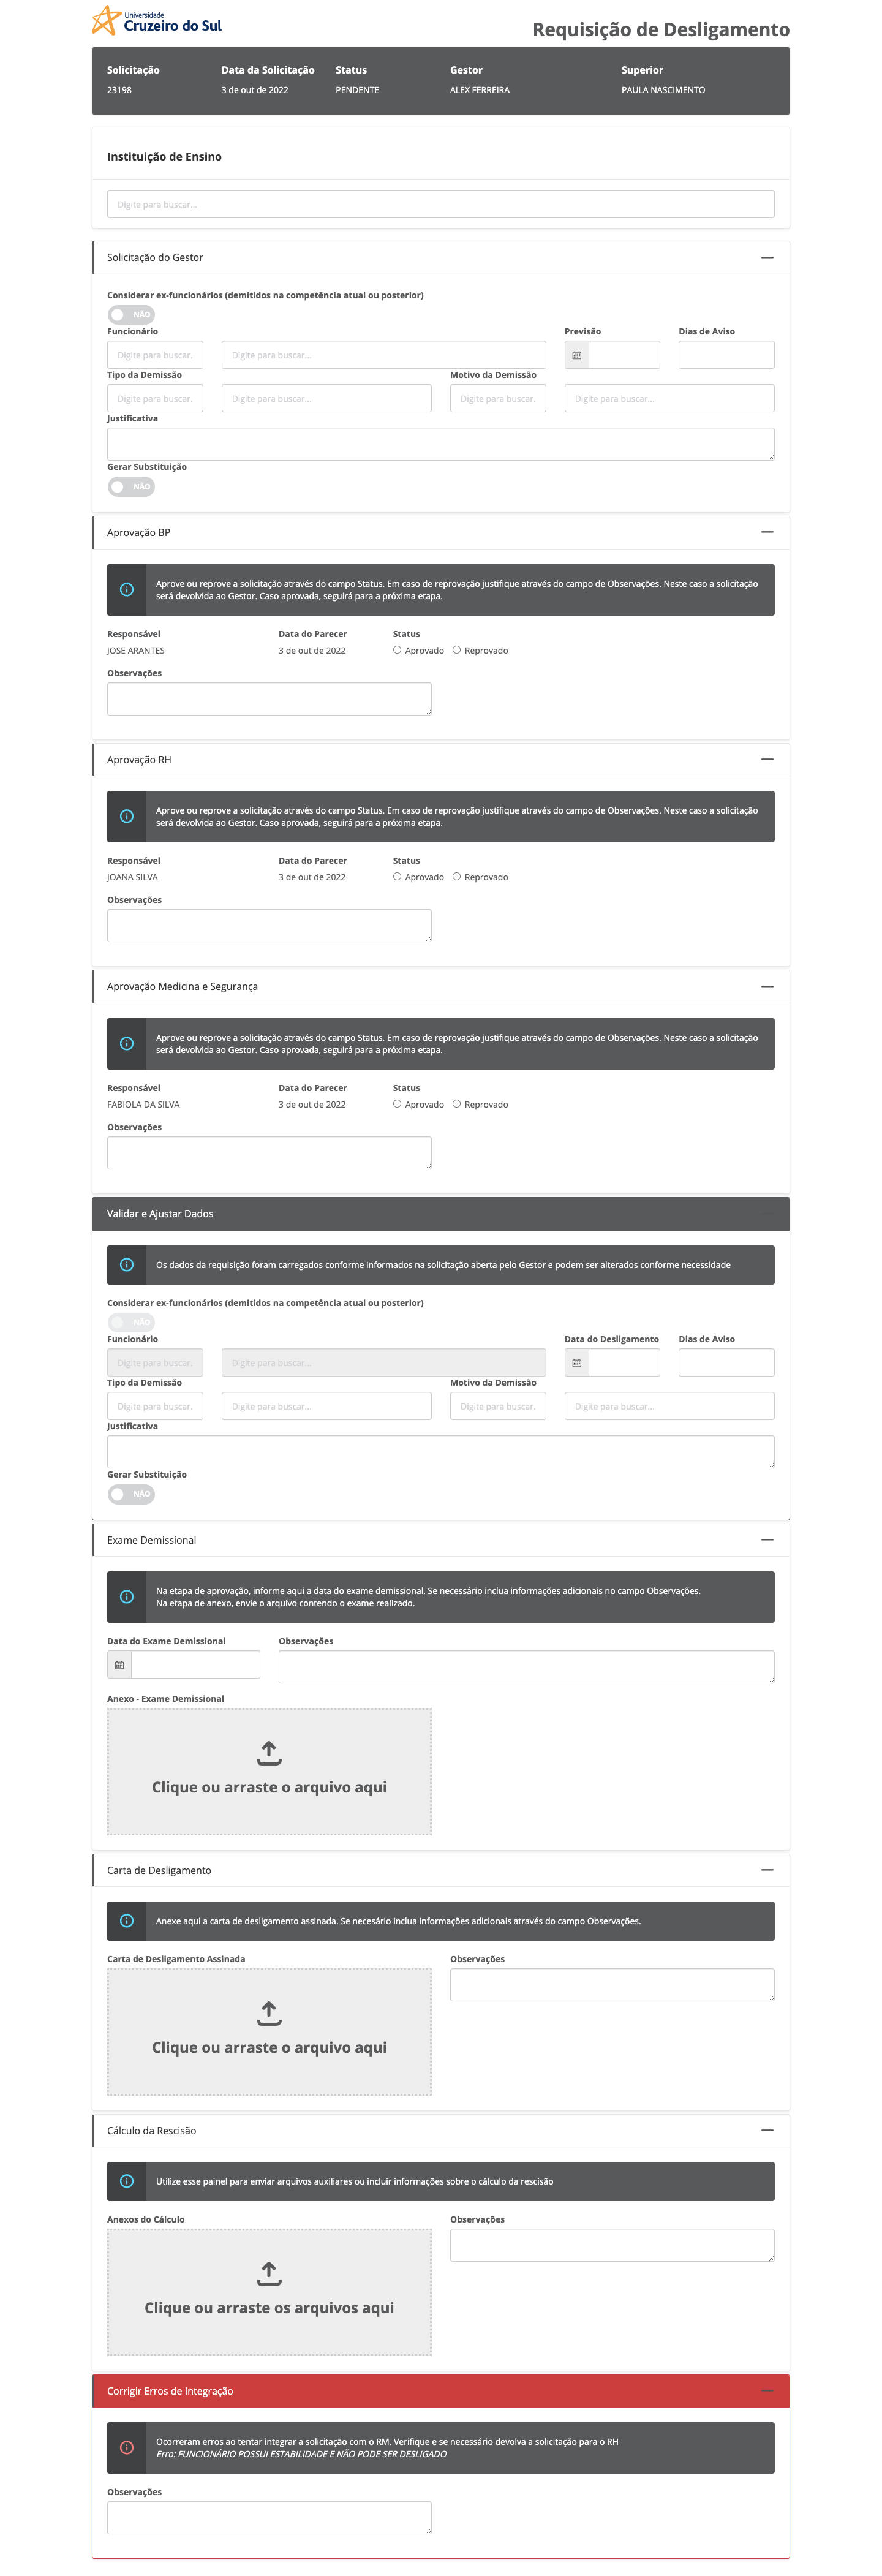 Universidade
Cruzeiro do Sul
Requisição de Desligamento
Solicitação Data da Solicitação Status Gestor Superior
23198 3 de out de 2022 PENDENTE ALEX FERREIRA PAULA NASCIMENTO
Instituição de Ensino
Digite para buscar...
Solicitação do Gestor
Considerar ex-funcionários (demitidos na competência atual ou posterior)
NÃO
Funcionário Previsão Dias de Aviso
Digite para buscar. Digite para buscar...
Tipo da Demissão Motivo da Demissão
Digite para buscar. Digite para buscar... Digite para buscar. Digite para buscar...
Justificativa
Gerar Substituição
NÃO
Aprovação BP
Aprove ou reprove a solicitação através do campo Status. Em caso de reprovação justifique através do campo de Observações. Neste caso a solicitação
será devolvida ao Gestor. Caso aprovada, seguirá para a próxima etapa.
Responsável Data do Parecer Status
JOSE ARANTES 3 de out de 2022 Aprovado Reprovado
Observações
Aprovação RH
Aprove ou reprove a solicitação através do campo Status. Em caso de reprovação justifique através do campo de Observações. Neste caso a solicitação
será devolvida ao Gestor. Caso aprovada, seguirá para a próxima etapa.
Responsável Data do Parecer Status
JOANA SILVA 3 de out de 2022 Aprovado Reprovado
Observações
Aprovação Medicina e Segurança
Aprove ou reprove a solicitação através do campo Status. Em caso de reprovação justifique através do campo de Observações. Neste caso a solicitação
será devolvida ao Gestor. Caso aprovada, seguirá para a próxima etapa.
Responsável Data do Parecer Status
FABIOLA DA SILVA 3 de out de 2022 Aprovado Reprovado
Observações
Validar e Ajustar Dados
Os dados da requisição foram carregados conforme informados na solicitação aberta pelo Gestor e podem ser alterados conforme necessidade
Considerar ex-funcionários (demitidos na competência atual ou posterior)
NÃO
Funcionário Data do Desligamento Dias de Aviso
Digite para buscar. Digite para buscar...
Tipo da Demissão Motivo da Demissão
Digite para buscar. Digite para buscar... Digite para buscar. Digite para buscar...
Justificativa
Gerar Substituição
NÃO
Exame Demissional
Na etapa de aprovação, informe aqui a data do exame demissional. Se necessário inclua informações adicionais no campo Observações.
Na etapa de anexo, envie o arquivo contendo o exame realizado.
Data do Exame Demissional Observações
Anexo - Exame Demissional
Clique ou arraste o arquivo aqui
Carta de Desligamento
Anexe aqui a carta de desligamento assinada. Se necesário inclua informações adicionais através do campo Observações.
Carta de Desligamento Assinada Observações
Clique ou arraste o arquivo aqui
Cálculo da Rescisão
Utilize esse painel para enviar arquivos auxiliares ou incluir informações sobre o cálculo da rescisão
Anexos do Cálculo Observações
Clique ou arraste os arquivos aqui
Corrigir Erros de Integração
Ocorreram erros ao tentar integrar a solicitação com o RM. Verifique e se necessário devolva a solicitação para o RH
Erro: FUNCIONÁRIO POSSUI ESTABILIDADE E NÃO PODE SER DESLIGADO
Observações